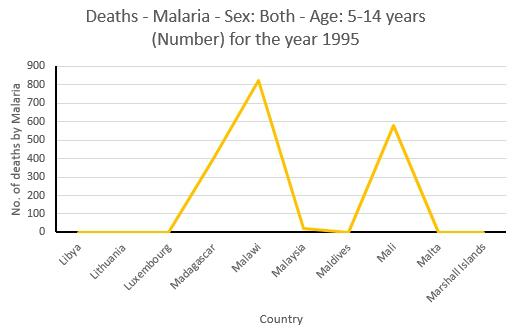 Deaths - Malaria - Sex: Both - Age: 5-14 years
(Number) for the year 1995
No. of deaths by Malaria
900
800
700
600
500
400
300
200
100
0
Libya
Lithuania
Luxembourg
Madagascar
Malawi
Malaysia
Maldives
Mali
Malta
Marshall Islands
Country